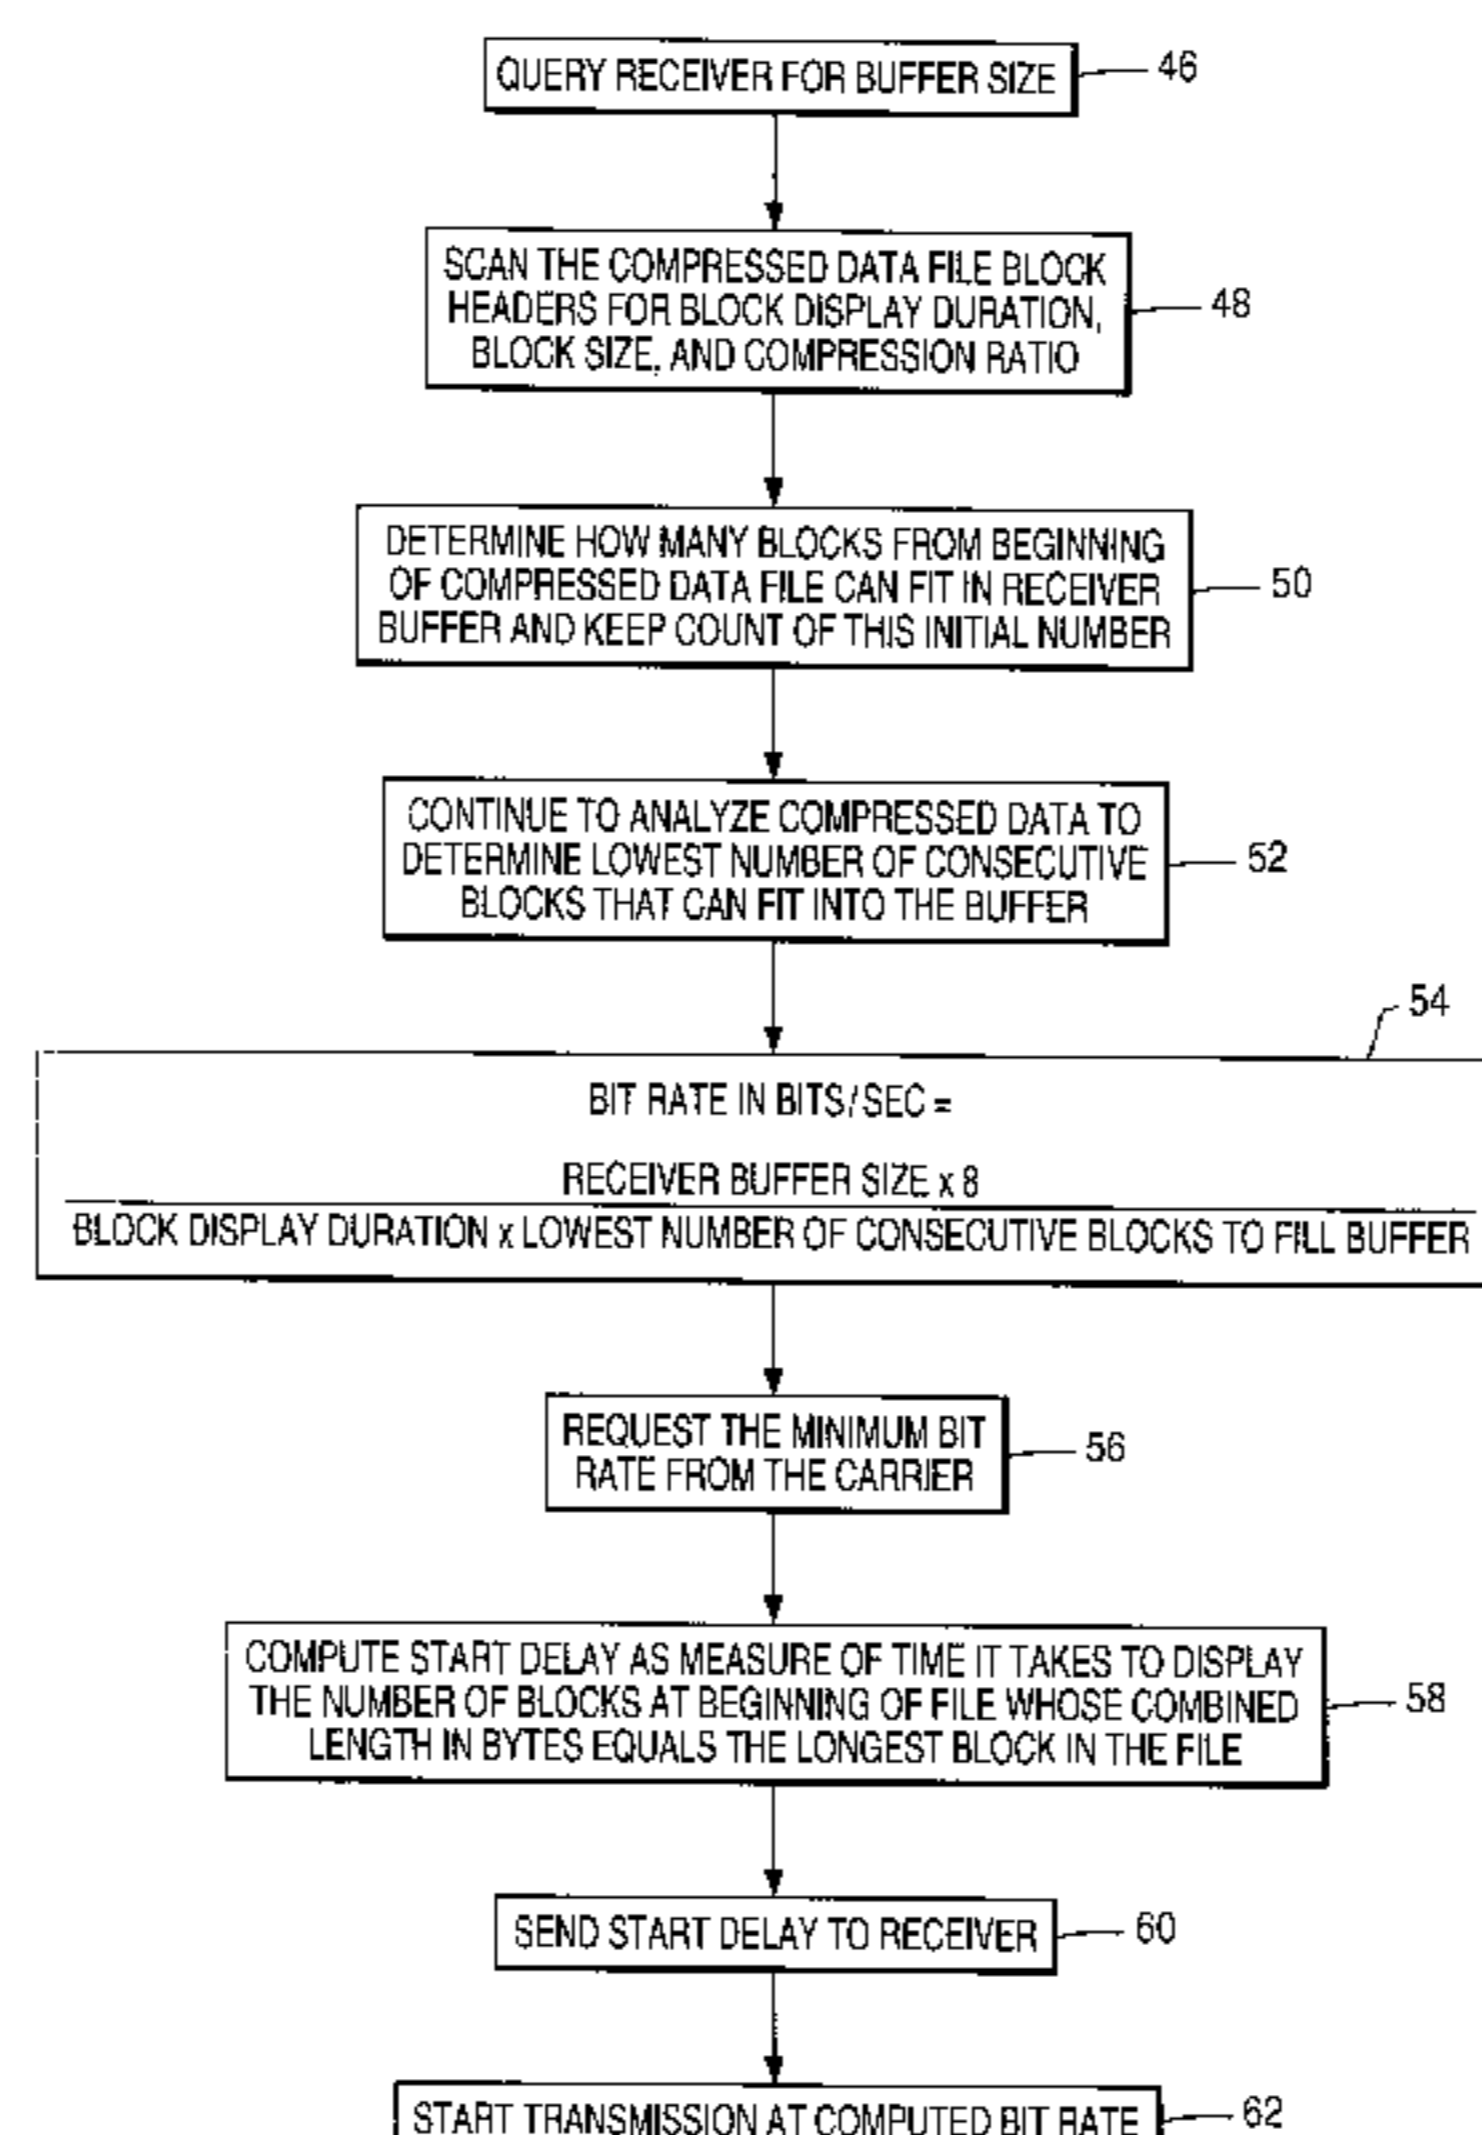 QUERY RECEIVER FOR BUFFER SIZE
46
SCAN THE COMPRESSED DATA FILE BLOCK
HEADERS FOR BLOCK DISPLAY DURATION,
BLOCK SIZE, AND COMPRESSION RATIO
48
DETERMINE HOW MANY BLOCKS FROM BEGINNING
OF COMPRESSED DATA FILE CAN FIT IN RECEIVER
BUFFER AND KEEP COUNT OF THIS INITIAL NUMBER
50
CONTINUE TO ANALYZE COMPRESSED DATA TO
DETERMINE LOWEST NUMBER OF CONSECUTIVE
BLOCKS THAT CAN FIT INTO THE BUFFER
52
54
BIT RATE IN BITS/SEC =
RECEIVER BUFFER SIZE x 8
BLOCK DISPLAY DURATION x LOWEST NUMBER OF CONSECUTIVE BLOCKS TO FILL BUFFER
REQUEST THE MINIMUM BIT
RATE FROM THE CARRIER
56
COMPUTE START DELAY AS MEASURE OF TIME IT TAKES TO DISPLAY
THE NUMBER OF BLOCKS AT BEGINNING OF FILE WHOSE COMBINED
LENGTH IN BYTES EQUALS THE LONGEST BLOCK IN THE FILE
58
SEND START DELAY TO RECEIVER
60
START TRANSMISSION AT COMPUTED BIT RATE
62